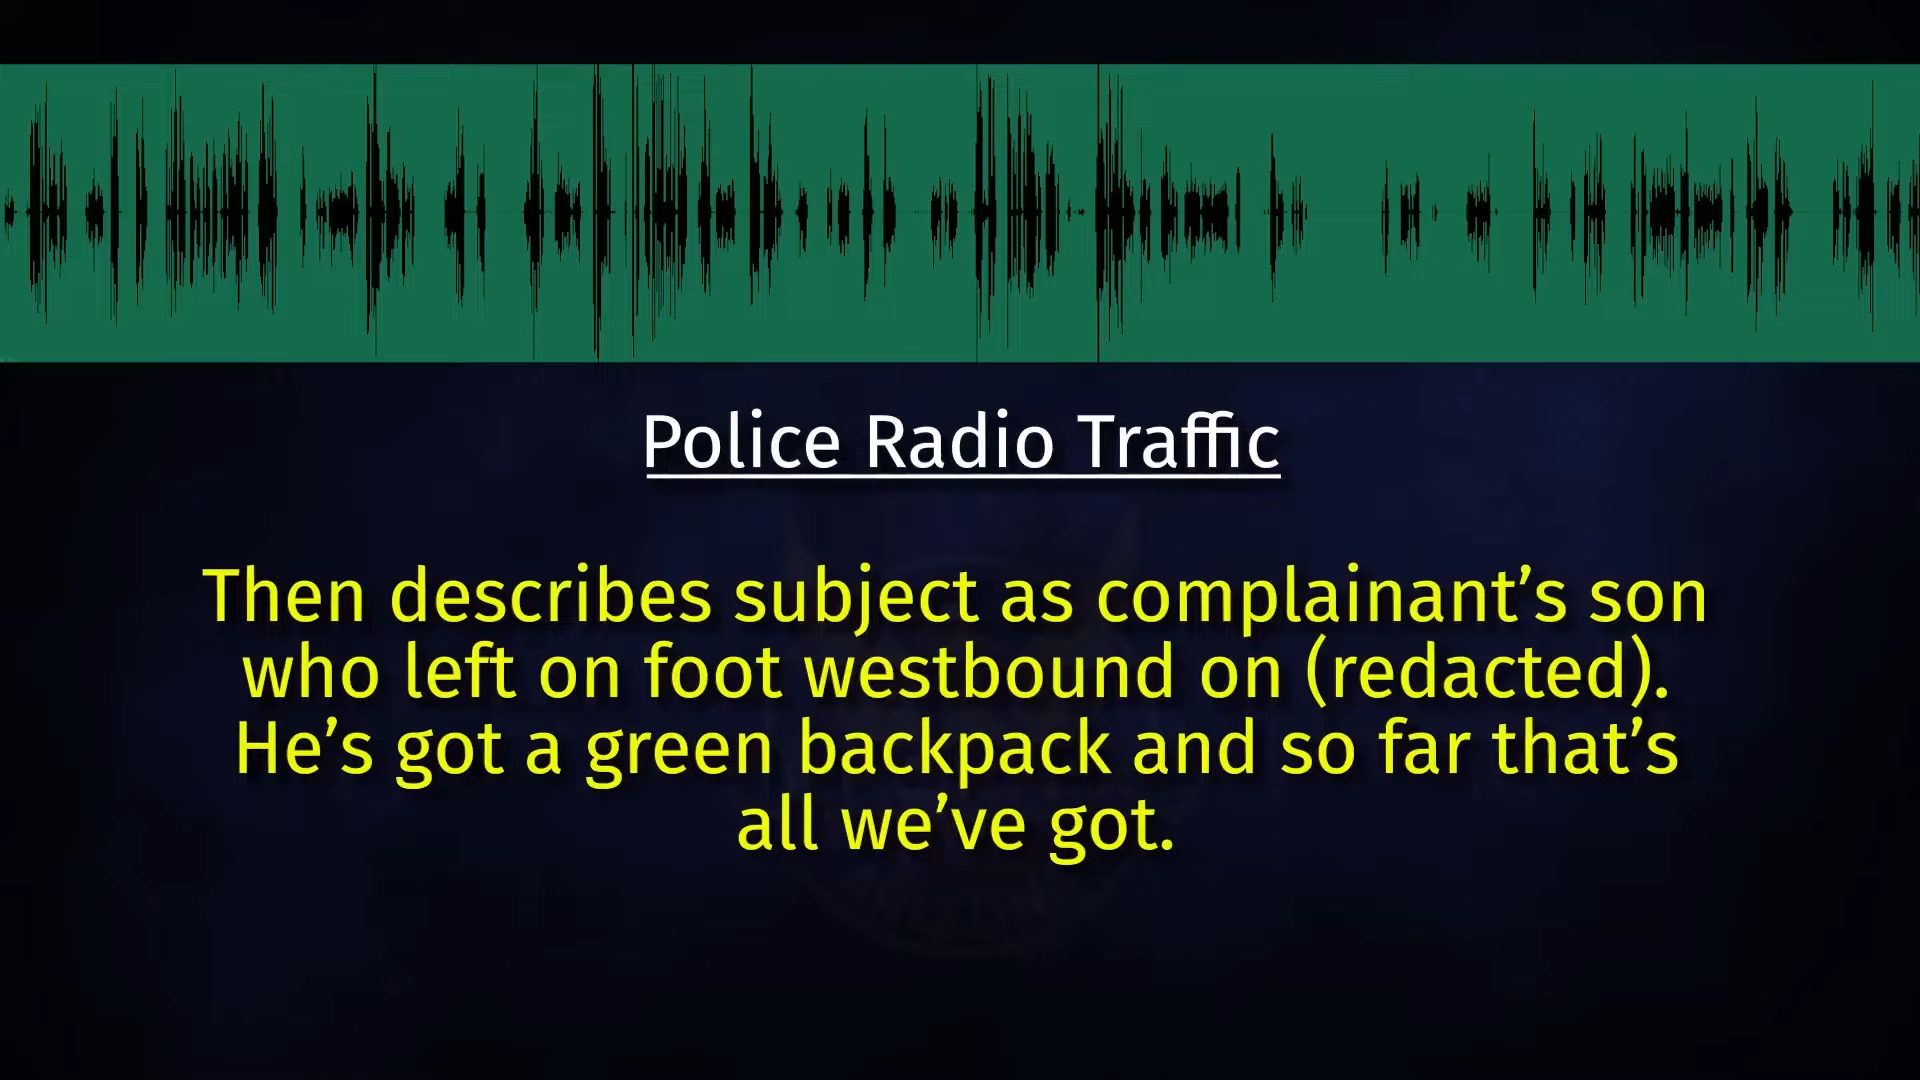 Police Radio Traffic
Then describes subject as complainant’s son
who left on foot westbound on (redacted).
He’s got a green backpack and so far that’s
all we’ve got.